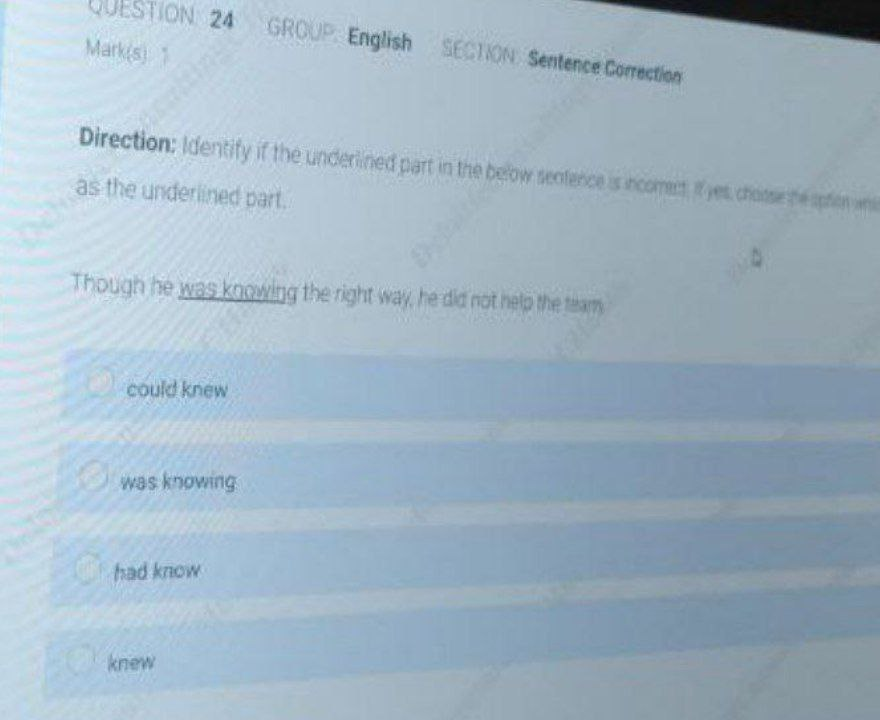 QUESTION: 24 GROUP: English SECTION: Sentence Correction
Mark(s): 1
Direction: Identify if the underlined part in the below sentence is incorrect. If yes, choose the option
as the underlined part.
Though he was knowing the right way, he did not help the team
could knew
was knowing
had know
knew